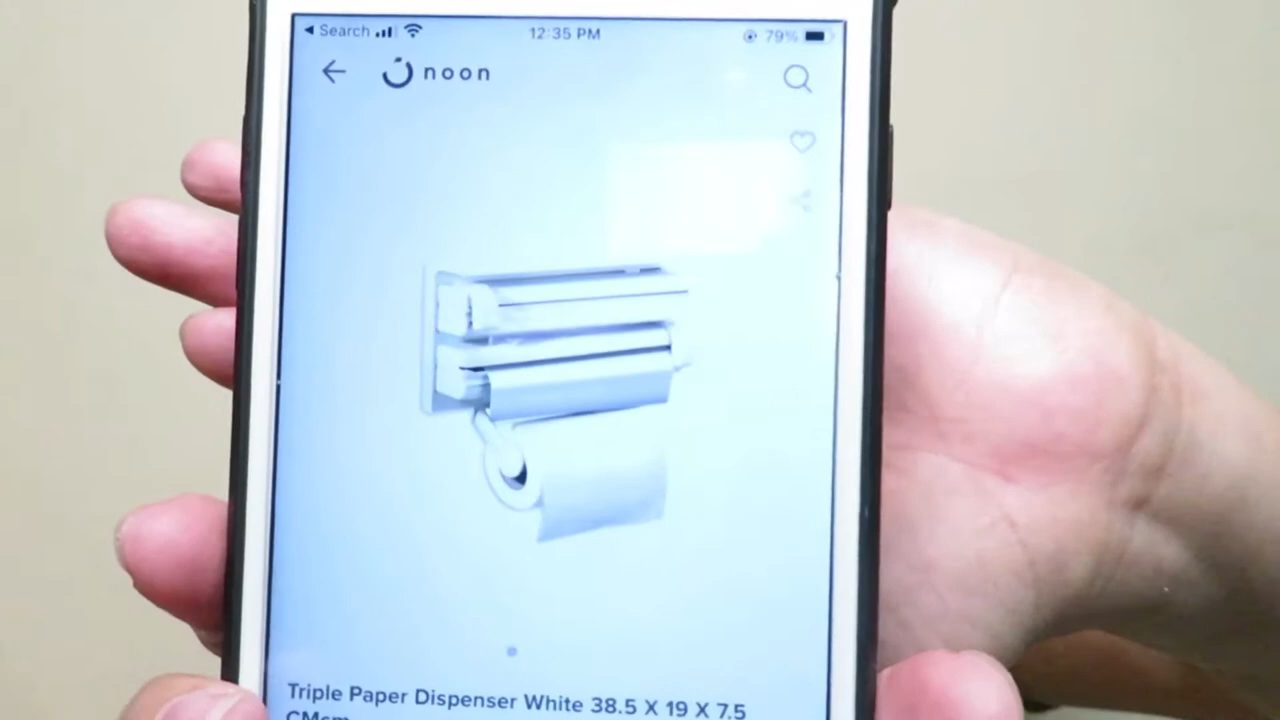 Search 12:35 PM 79%
noon
Triple Paper Dispenser White 38.5 X 19 X 7.5
CMcm